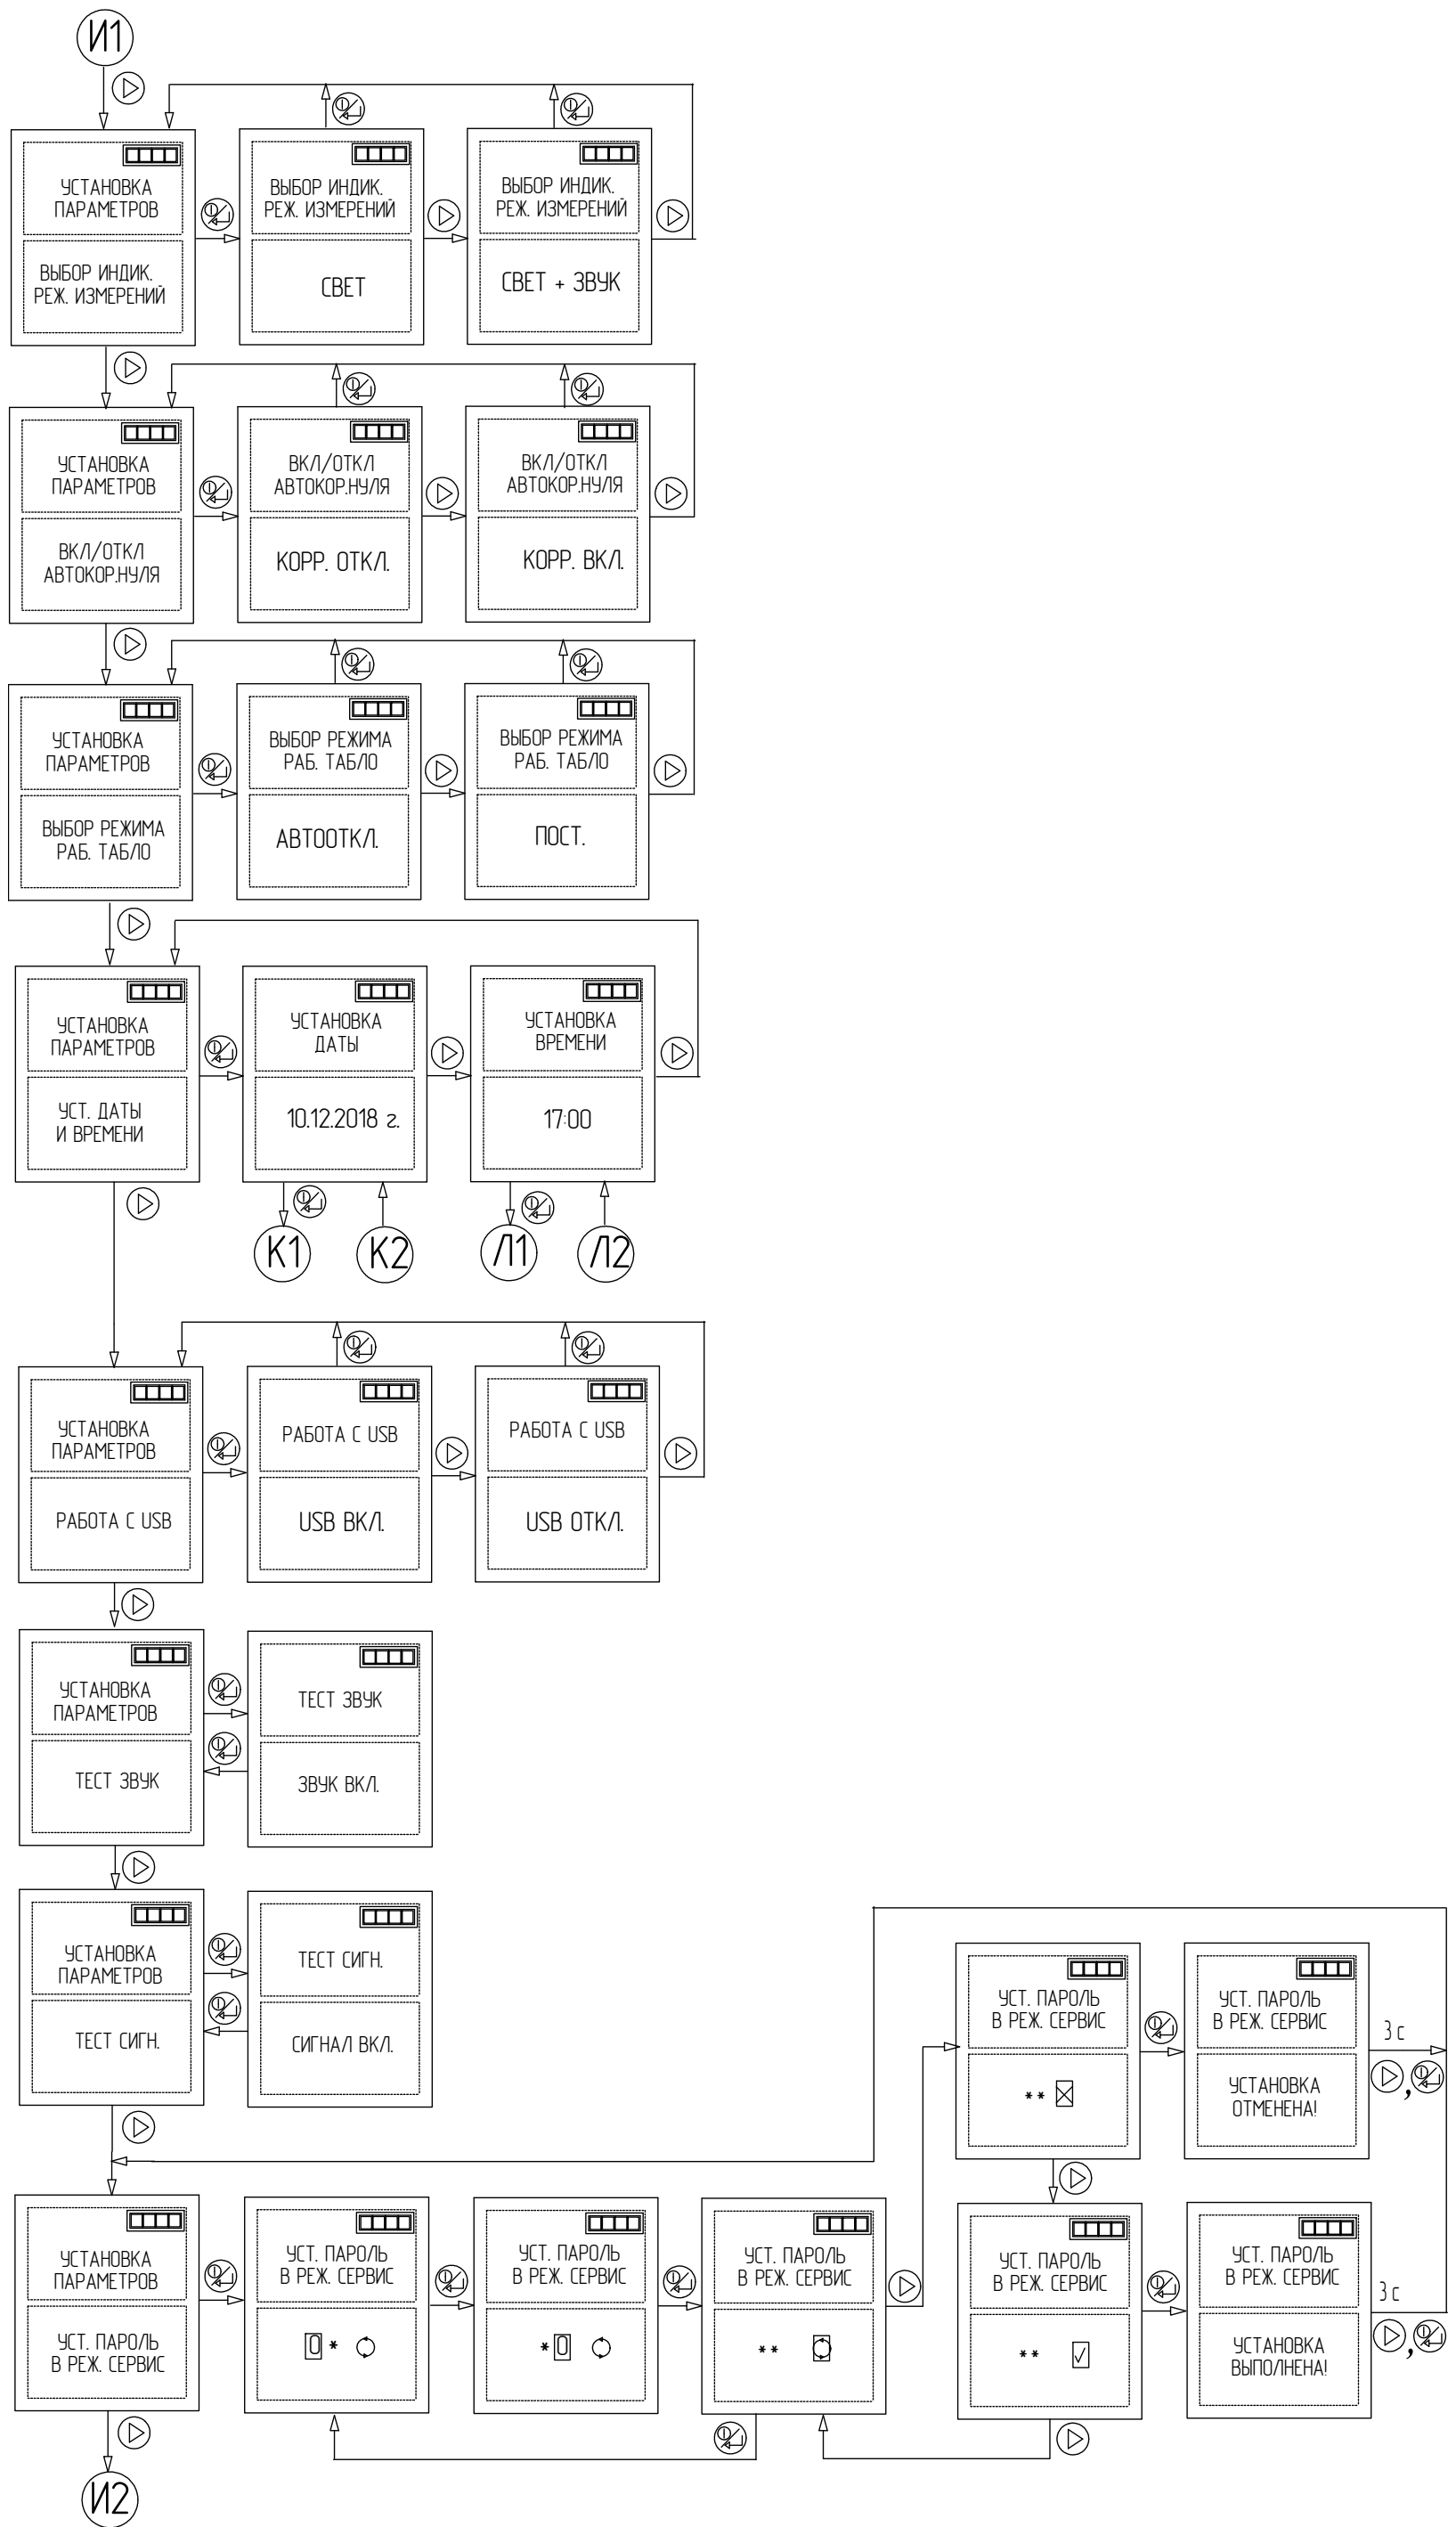 И1
УСТАНОВКА
ПАРАМЕТРОВ
ВЫБОР ИНДИК.
РЕЖ. ИЗМЕРЕНИЙ
ВЫБОР ИНДИК.
РЕЖ. ИЗМЕРЕНИЙ
СВЕТ
ВЫБОР ИНДИК.
РЕЖ. ИЗМЕРЕНИЙ
СВЕТ + ЗВУК
УСТАНОВКА
ПАРАМЕТРОВ
ВКЛ/ОТКЛ
АВТОКОР.НУЛЯ
ВКЛ/ОТКЛ
АВТОКОР.НУЛЯ
КОРР. ОТКЛ.
ВКЛ/ОТКЛ
АВТОКОР.НУЛЯ
КОРР. ВКЛ.
УСТАНОВКА
ПАРАМЕТРОВ
ВЫБОР РЕЖИМА
РАБ. ТАБЛО
ВЫБОР РЕЖИМА
РАБ. ТАБЛО
АВТООТКЛ.
ВЫБОР РЕЖИМА
РАБ. ТАБЛО
ПОСТ.
УСТАНОВКА
ПАРАМЕТРОВ
УСТ. ДАТЫ
И ВРЕМЕНИ
УСТАНОВКА
ДАТЫ
10.12.2018 г.
УСТАНОВКА
ВРЕМЕНИ
17:00
К1
К2
Л1
Л2
УСТАНОВКА
ПАРАМЕТРОВ
РАБОТА С USB
РАБОТА С USB
USB ВКЛ.
РАБОТА С USB
USB ОТКЛ.
УСТАНОВКА
ПАРАМЕТРОВ
ТЕСТ ЗВУК
ТЕСТ ЗВУК
ЗВУК ВКЛ.
УСТАНОВКА
ПАРАМЕТРОВ
ТЕСТ СИГН.
ТЕСТ СИГН.
СИГНАЛ ВКЛ.
УСТ. ПАРОЛЬ
В РЕЖ. СЕРВИС
**
УСТ. ПАРОЛЬ
В РЕЖ. СЕРВИС
УСТАНОВКА
ОТМЕНЕНА!
3 с
,
УСТАНОВКА
ПАРАМЕТРОВ
УСТ. ПАРОЛЬ
В РЕЖ. СЕРВИС
УСТ. ПАРОЛЬ
В РЕЖ. СЕРВИС
0 *
УСТ. ПАРОЛЬ
В РЕЖ. СЕРВИС
* 0
УСТ. ПАРОЛЬ
В РЕЖ. СЕРВИС
**
УСТ. ПАРОЛЬ
В РЕЖ. СЕРВИС
** ✓
УСТ. ПАРОЛЬ
В РЕЖ. СЕРВИС
УСТАНОВКА
ВЫПОЛНЕНА!
3 с
,
И2